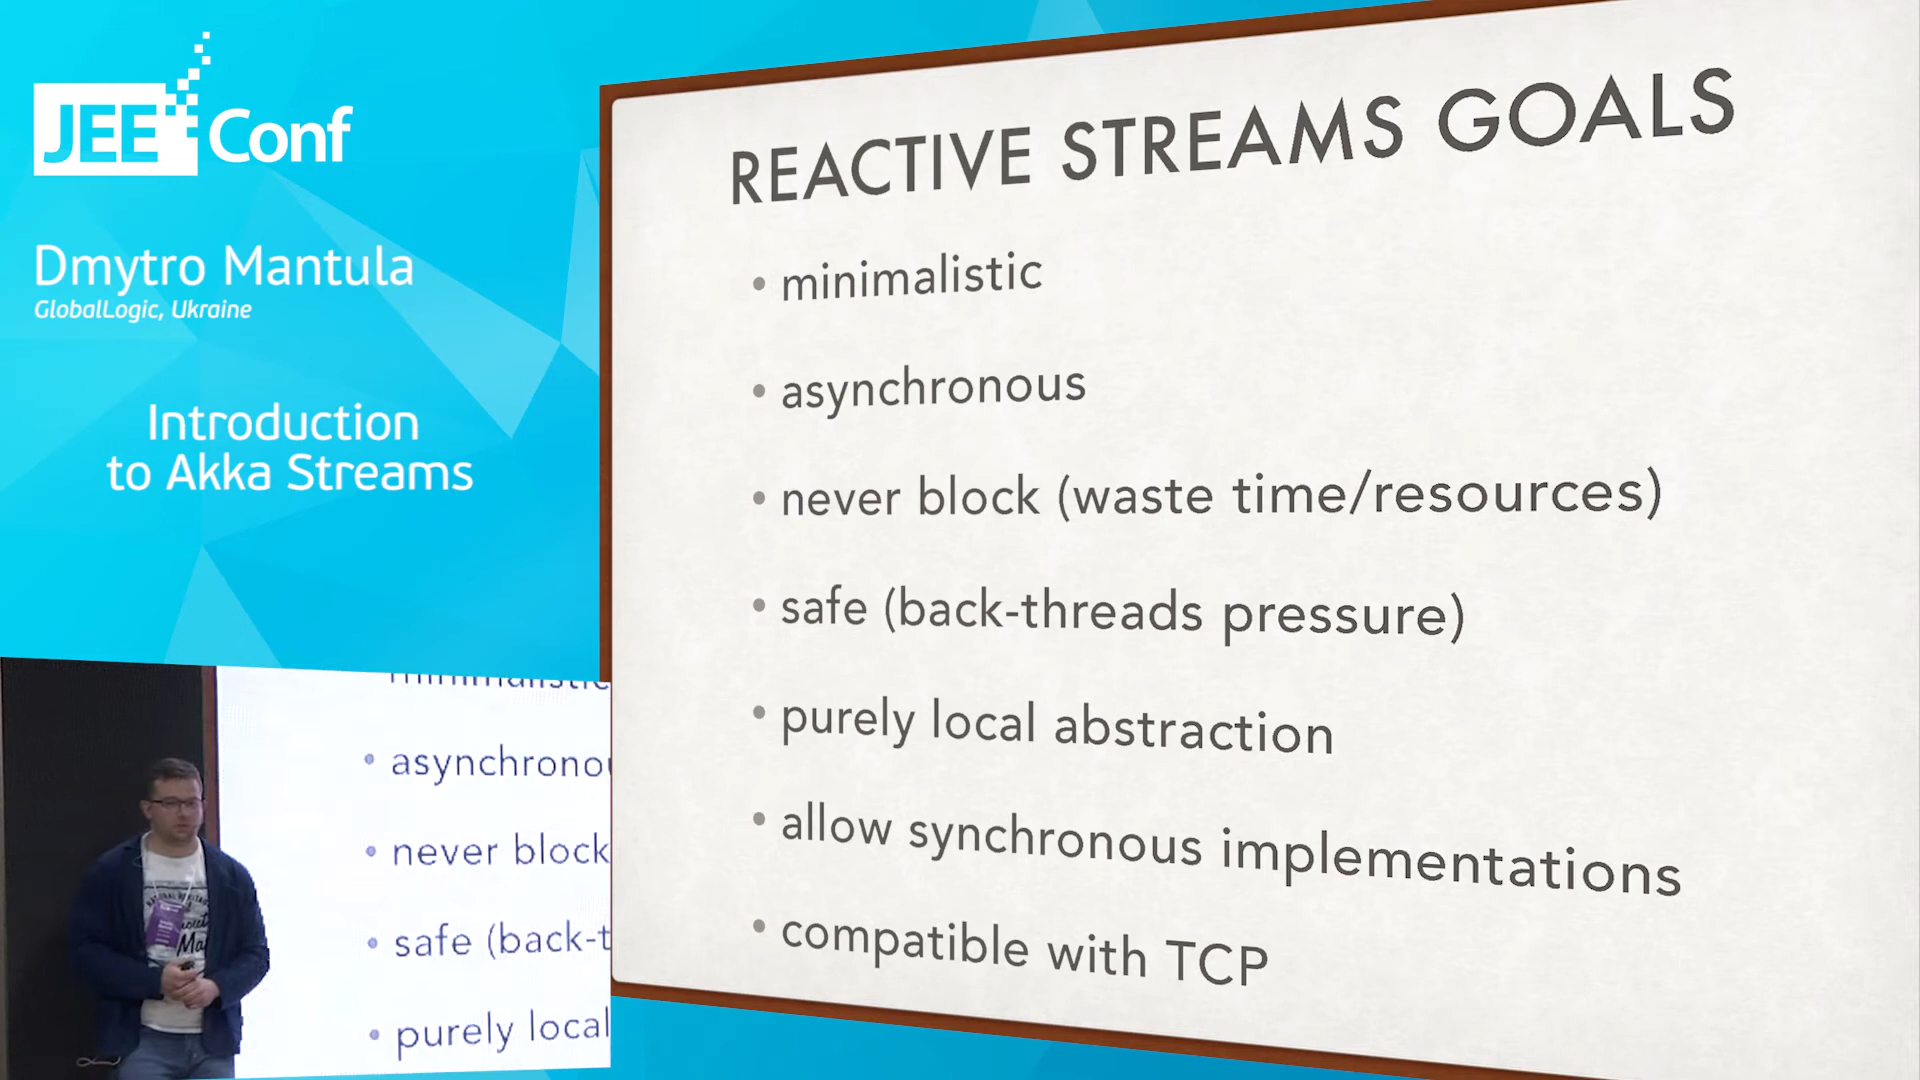 JEE Conf
Dmytro Mantula
GlobalLogic, Ukraine
Introduction
to Akka Streams
REACTIVE STREAMS GOALS
• minimalistic
• asynchronous
• never block (waste time/resources)
• safe (back-threads pressure)
• purely local abstraction
• allow synchronous implementations
• compatible with TCP
minimalistic
• asynchronou
• never block
• safe (back-t
• purely local